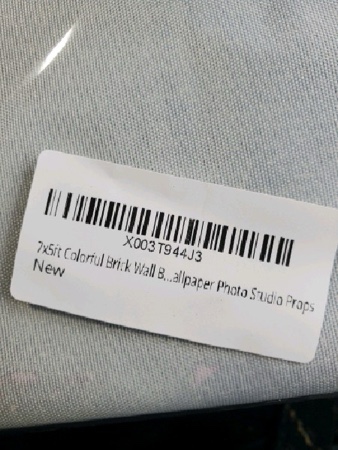 X003T944J3
7x5ft Colorful Brick Wall B...allpaper Photo Studio Props
New